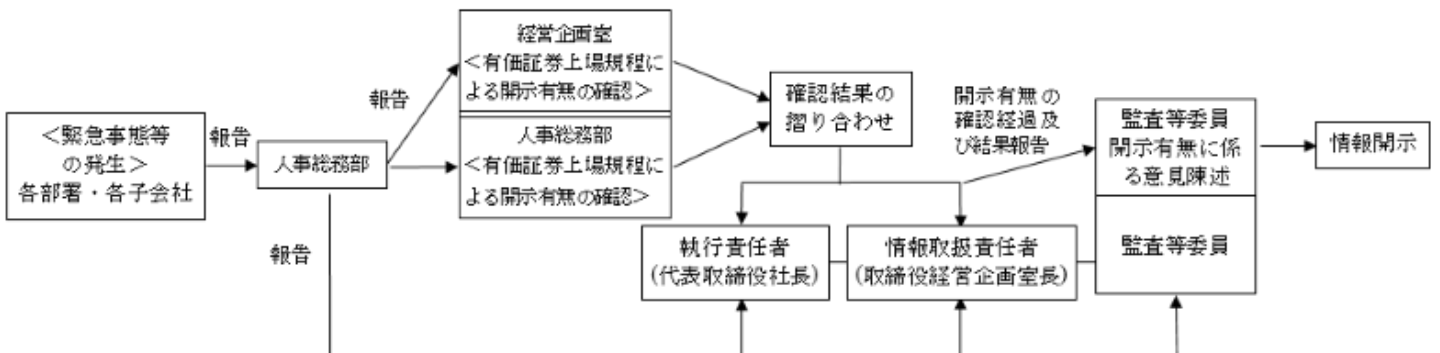 <緊急事態等
の発生>
各部署・各子会社
報告
人事総務部
報告
報告
経営企画室
<有価証券上場規程に
よる開示有無の確認>
人事総務部
<有価証券上場規程に
よる開示有無の確認>
確認結果の
摺り合わせ
執行責任者
(代表取締役社長)
情報取扱責任者
(取締役経営企画室長)
開示有無の
確認経過及
び結果報告
監査等委員
開示有無に係
る意見陳述
監査等委員
情報開示